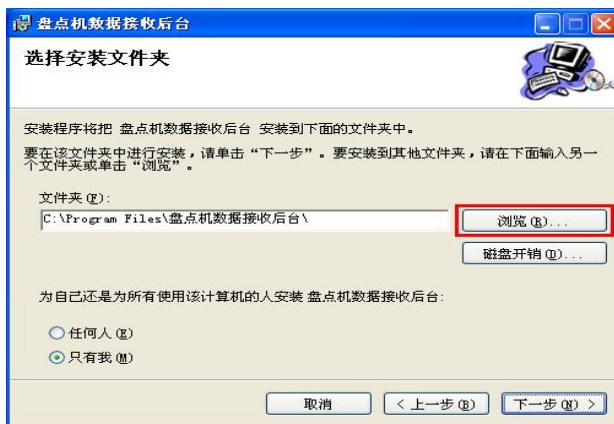 盘点机数据接收后台
选择安装文件夹
安装程序将把 盘点机数据接收后台 安装到下面的文件夹中。
要在该文件夹中进行安装，请单击“下一步”。要安装到其他文件夹，请在下面输入另一
个文件夹或单击“浏览”。
文件夹(F):
C:\Program Files\盘点机数据接收后台\
浏览(R)...
磁盘开销(D)...
为自己还是为所有使用该计算机的人安装 盘点机数据接收后台:
任何人(E)
只有我(M)
取消
< 上一步(B)
下一步(N) >